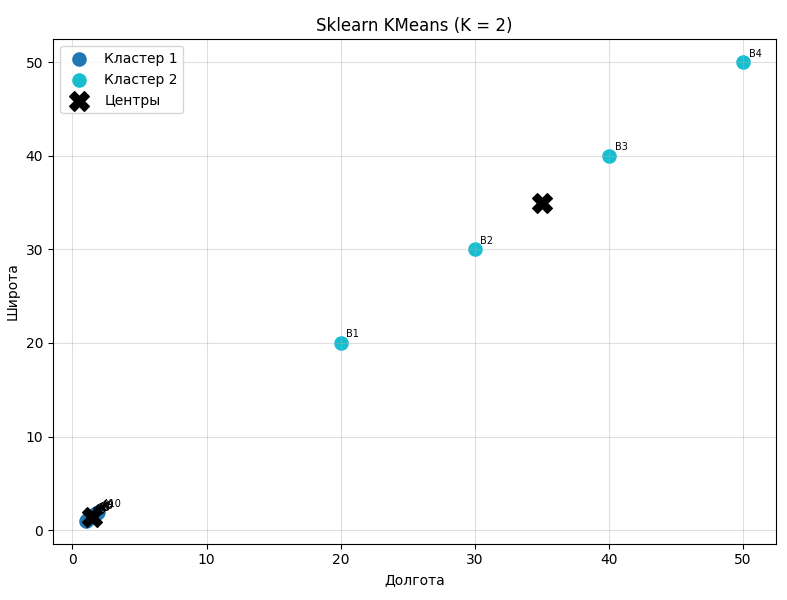 Sklearn KMeans (K = 2)
Кластер 1
Кластер 2
Центры
B4
B3
B2
B1
50
40
30
20
10
0
Широта
0
10
20
30
40
50
Долгота